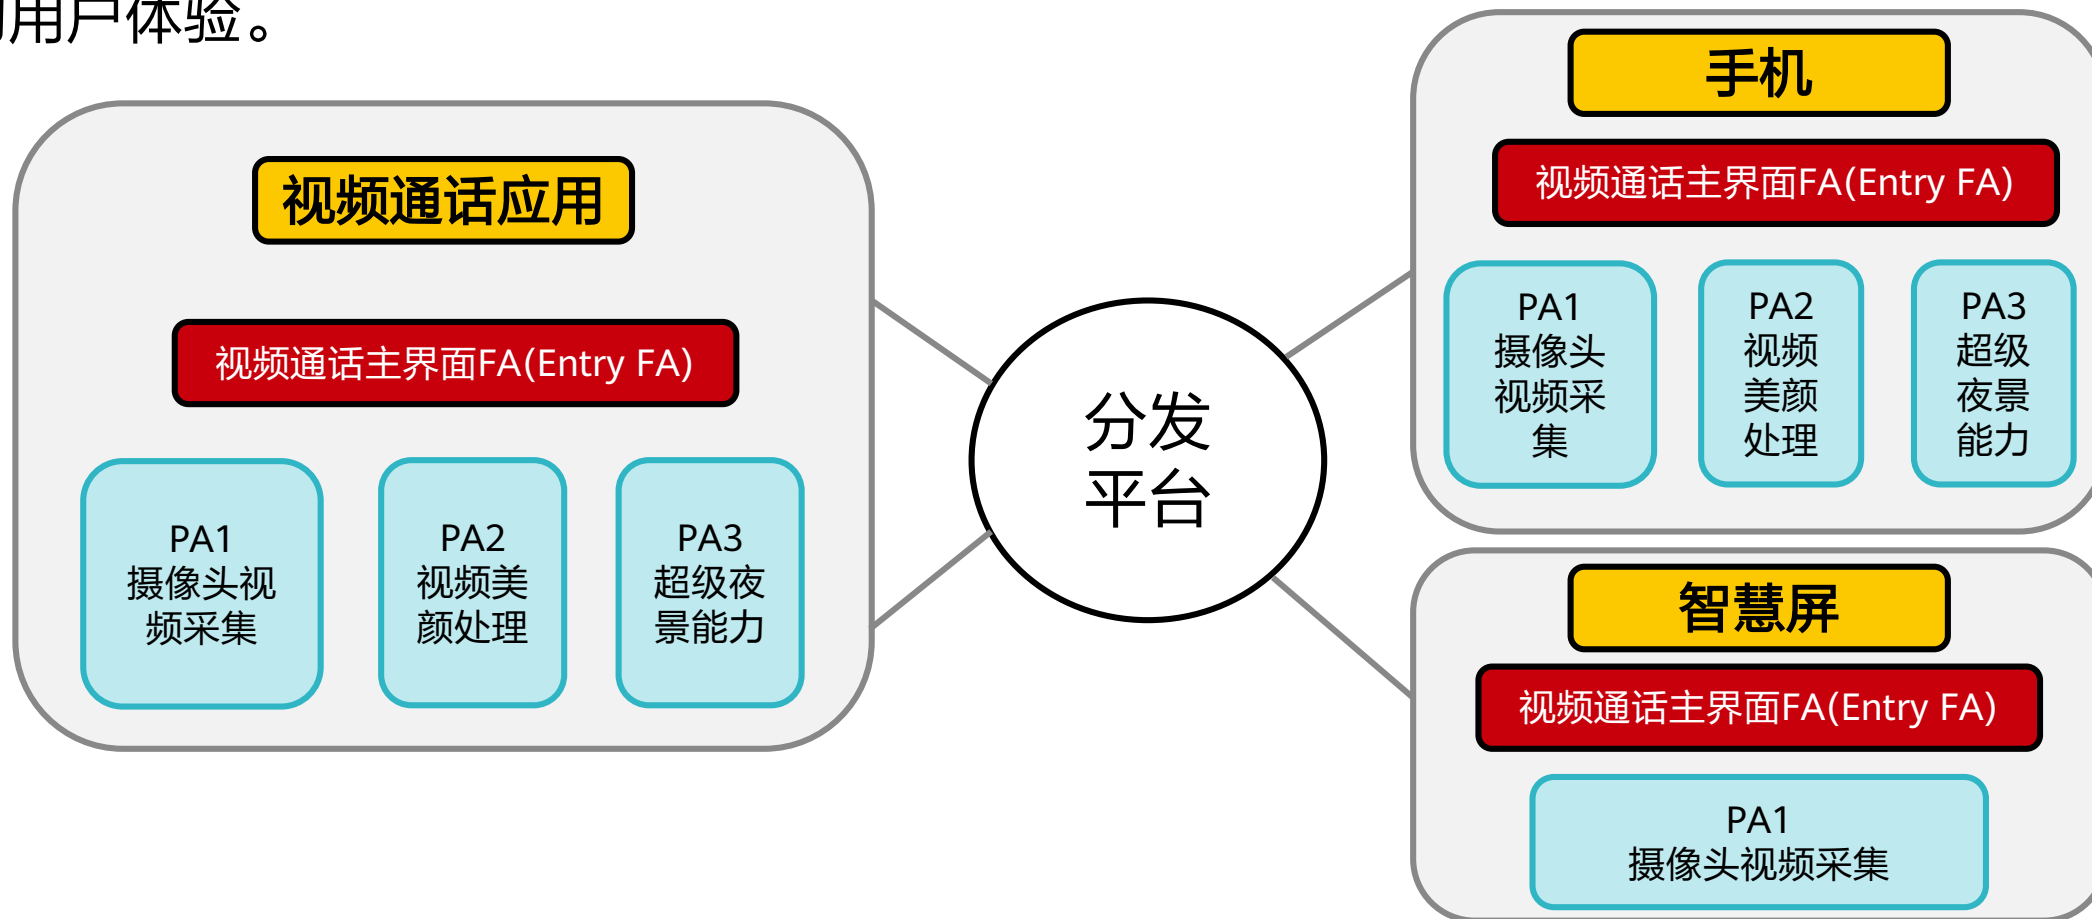 用户体验。
视频通话应用
视频通话主界面FA(Entry FA)
PA1
摄像头视
频采集
PA2
视频美
颜处理
PA3
超级夜
景能力
分发
平台
手机
视频通话主界面FA(Entry FA)
PA1
摄像头
视频采
集
PA2
视频
美颜
处理
PA3
超级
夜景
能力
智慧屏
视频通话主界面FA(Entry FA)
PA1
摄像头视频采集